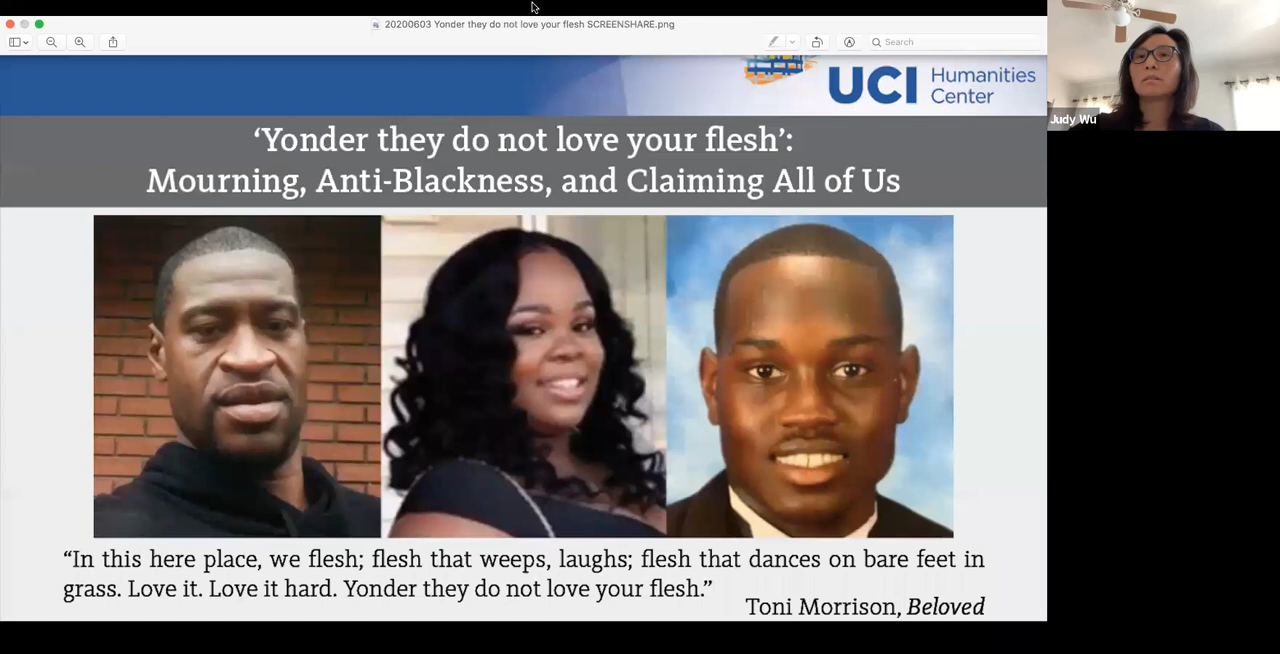 20200603 Yonder they do not love your flesh SCREENSHARE.png
Search
UCI Humanities
Center
Judy Wu
‘Yonder they do not love your flesh’:
Mourning, Anti-Blackness, and Claiming All of Us
“In this here place, we flesh; flesh that weeps, laughs; flesh that dances on bare feet in
grass. Love it. Love it hard. Yonder they do not love your flesh.”
Toni Morrison, Beloved